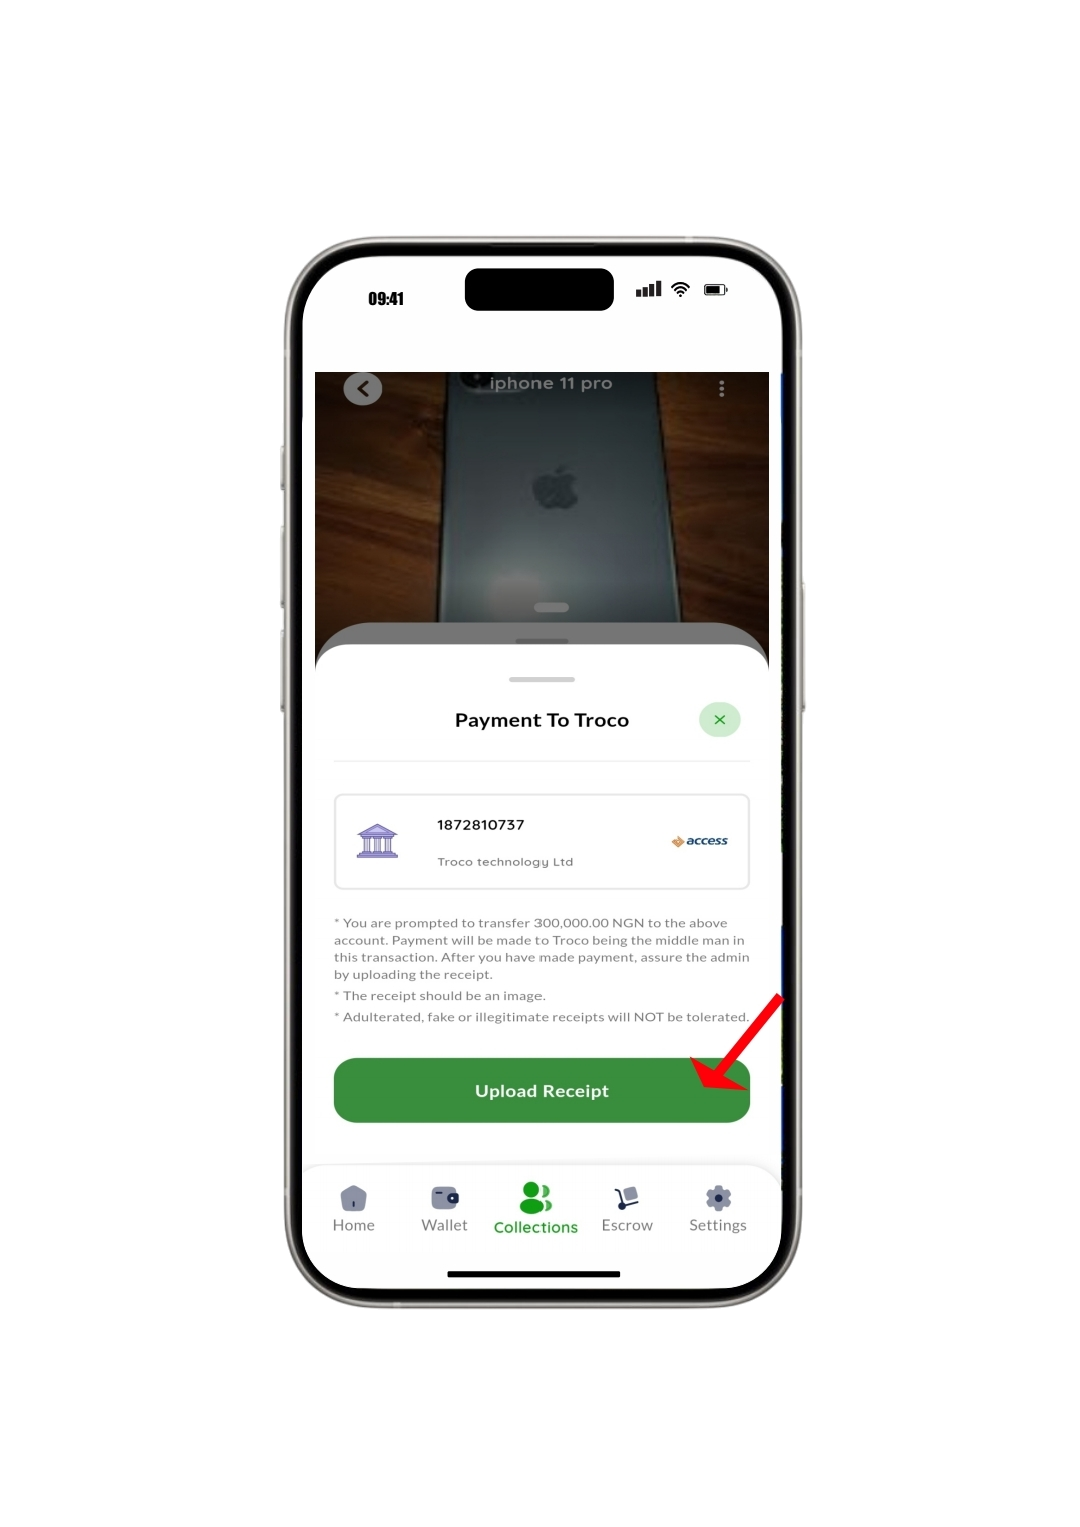 09:41
iphone 11 pro
Payment To Troco
1872810737
access
Troco technology Ltd
* You are prompted to transfer 300,000.00 NGN to the above
account. Payment will be made to Troco being the middle man in
this transaction. After you have made payment, assure the admin
by uploading the receipt.
* The receipt should be an image.
* Adulterated, fake or illegitimate receipts will NOT be tolerated.
Upload Receipt
Home Wallet Collections Escrow Settings